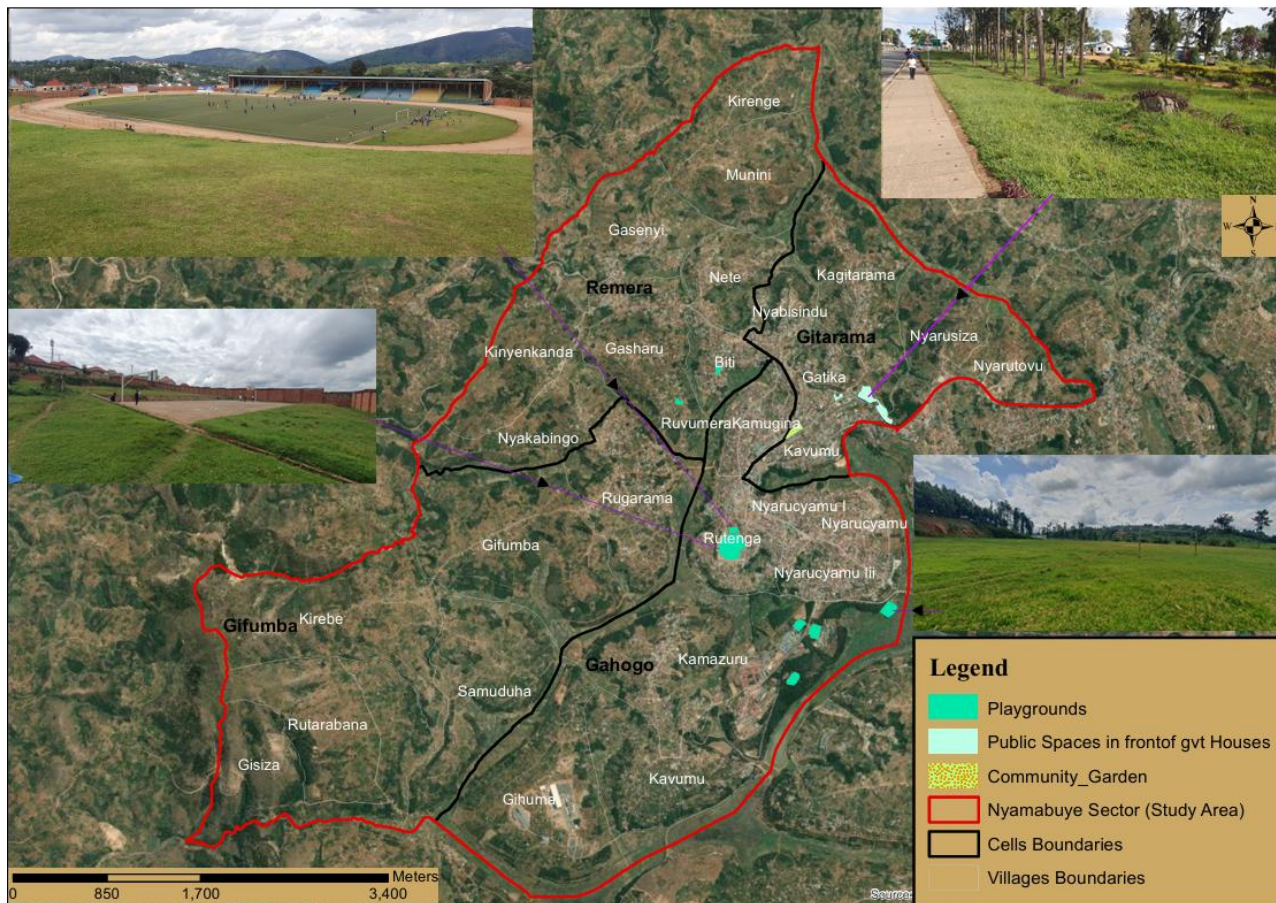 N
W E
S
Kirenge
Munini
Gasenyi
Nete
Kagitarama
Remera
Nyabisindu
Gitarama
Nyarusiza
Kinyenkanda
Gasharu
Biti
Gatika
Nyarutovu
Ruvumera
Kamugina
Nyakabingo
Kavumu
Rugarama
Nyarucyamu I
Nyarucyamu
Gifumba
Rutenga
Nyarucyamu Iii
Gifumba
Kirebe
Gahogo
Kamazuru
Samuduha
Rutarabana
Gisiza
Kavumu
Gihuma
Meters
0 850 1,700 3,400
Source:
Legend
Playgrounds
Public Spaces in frontof gvt Houses
Community_Garden
Nyamabuye Sector (Study Area)
Cells Boundaries
Villages Boundaries